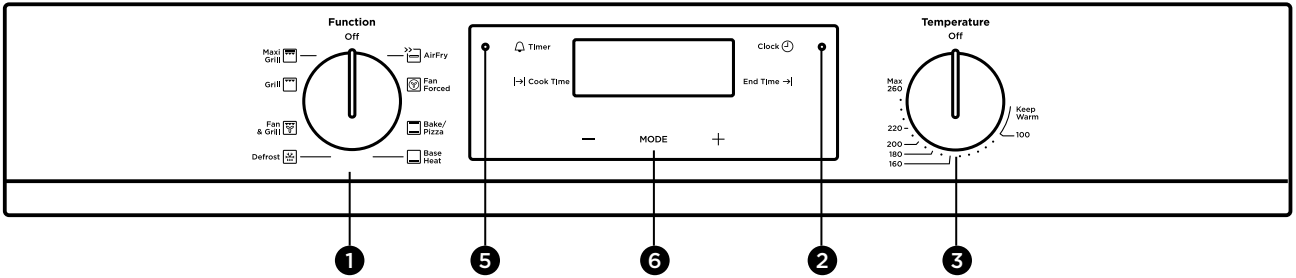 Function
Off
Maxi
Grill
AirFry
Grill
Fan
Forced
Fan
& Grill
Bake/
Pizza
Defrost
Base
Heat
Timer
Clock
Cook Time
End Time
MODE
Temperature
Off
Max
260
220
200
180
160
Keep
Warm
100
1
5
6
2
3